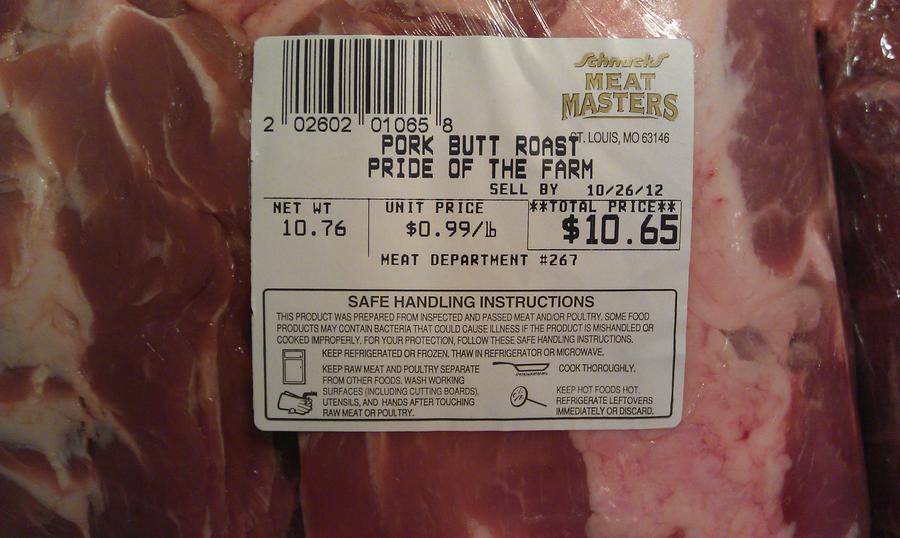 Schnucks
MEAT
MASTERS
2 02602 01065 8
ST. LOUIS, MO 63146
PORK BUTT ROAST
PRIDE OF THE FARM
SELL BY 10/26/12
NET WT UNIT PRICE **TOTAL PRICE**
10.76 $0.99/lb $10.65
MEAT DEPARTMENT #267
SAFE HANDLING INSTRUCTIONS
THIS PRODUCT WAS PREPARED FROM INSPECTED AND PASSED MEAT AND/OR POULTRY. SOME FOOD
PRODUCTS MAY CONTAIN BACTERIA THAT COULD CAUSE ILLNESS IF THE PRODUCT IS MISHANDLED OR
COOKED IMPROPERLY. FOR YOUR PROTECTION, FOLLOW THESE SAFE HANDLING INSTRUCTIONS.
KEEP REFRIGERATED OR FROZEN. THAW IN REFRIGERATOR OR MICROWAVE.
KEEP RAW MEAT AND POULTRY SEPARATE
FROM OTHER FOODS. WASH WORKING
SURFACES (INCLUDING CUTTING BOARDS),
UTENSILS, AND HANDS AFTER TOUCHING
RAW MEAT OR POULTRY.
COOK THOROUGHLY.
KEEP HOT FOODS HOT.
REFRIGERATE LEFTOVERS
IMMEDIATELY OR DISCARD.